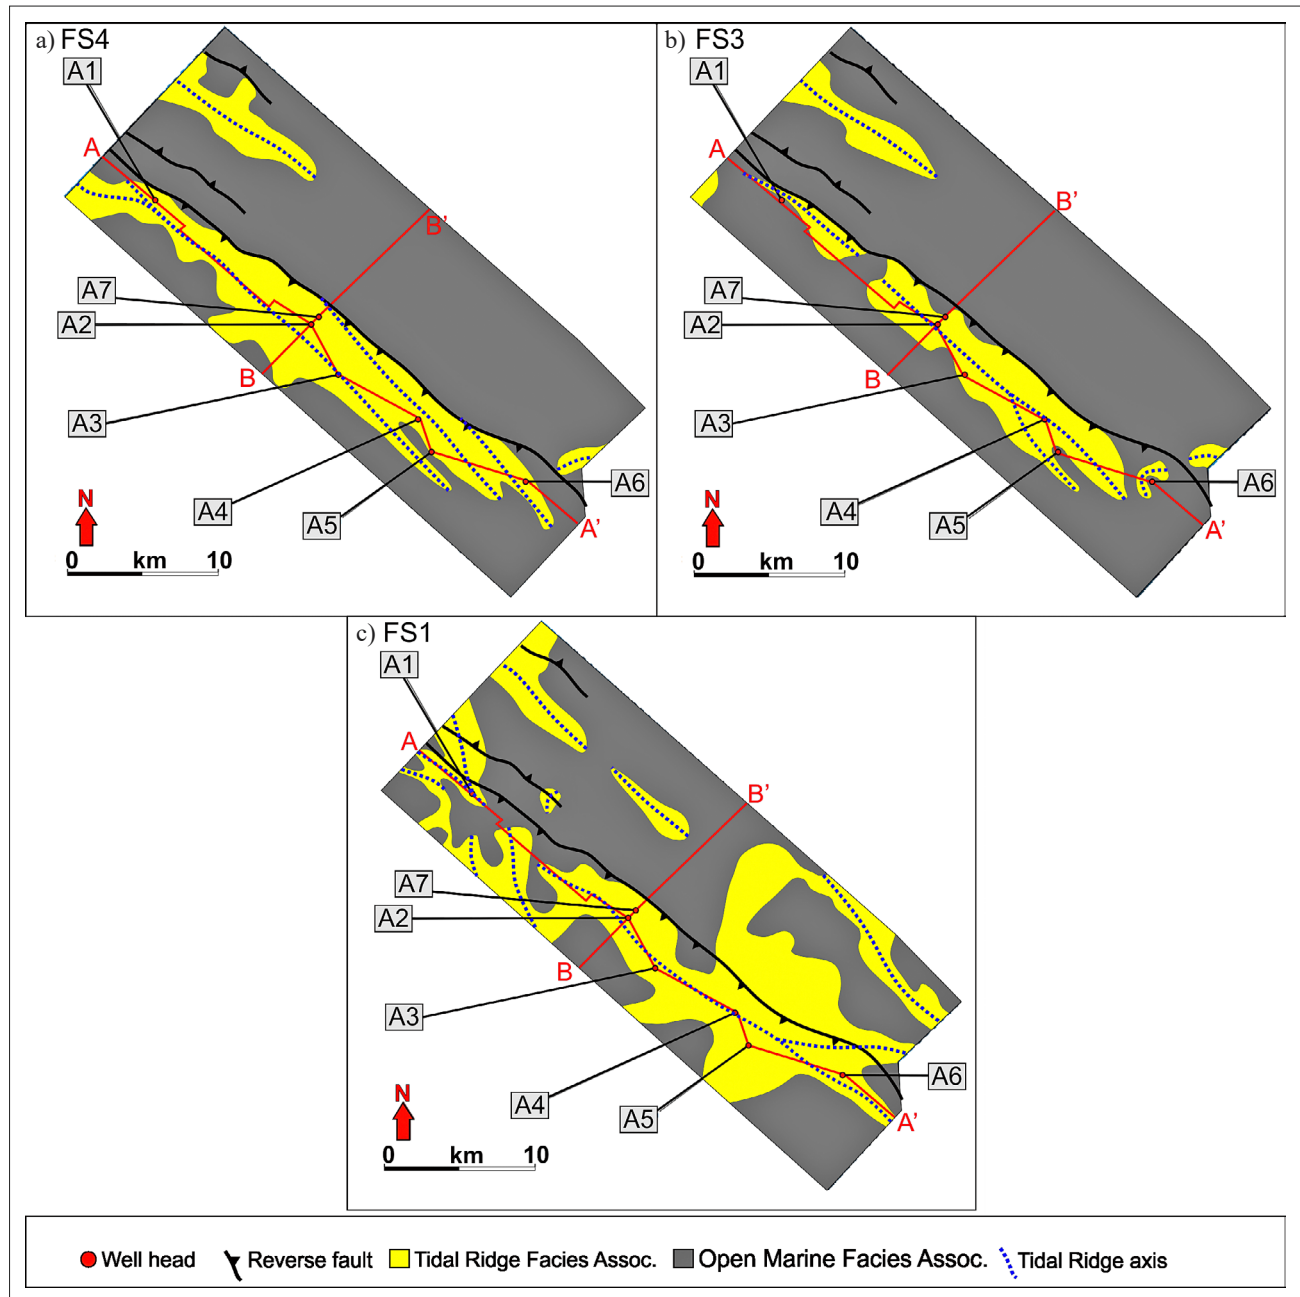 a) FS4
A1
A
B'
A7
A2
B
A3
A4
A5
A6
A'
N
0 km 10
b) FS3
A1
A
B'
A7
A2
B
A3
A4
A5
A6
A'
N
0 km 10
c) FS1
A1
A
B'
A7
A2
B
A3
A4
A5
A6
A'
N
0 km 10
Well head Reverse fault Tidal Ridge Facies Assoc. Open Marine Facies Assoc. Tidal Ridge axis